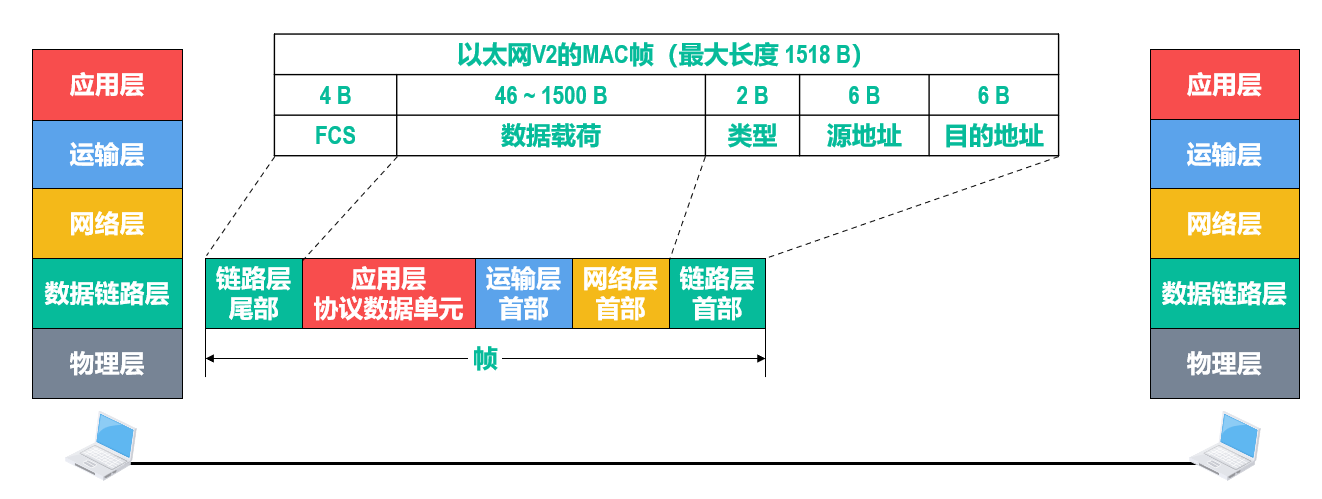 以太网V2的MAC帧（最大长度 1518 B）
4 B
46 ~ 1500 B
2 B
6 B
6 B
FCS
数据载荷
类型
源地址
目的地址
应用层
运输层
网络层
数据链路层
物理层
链路层
尾部
应用层
协议数据单元
运输层
首部
网络层
首部
链路层
首部
帧
应用层
运输层
网络层
数据链路层
物理层